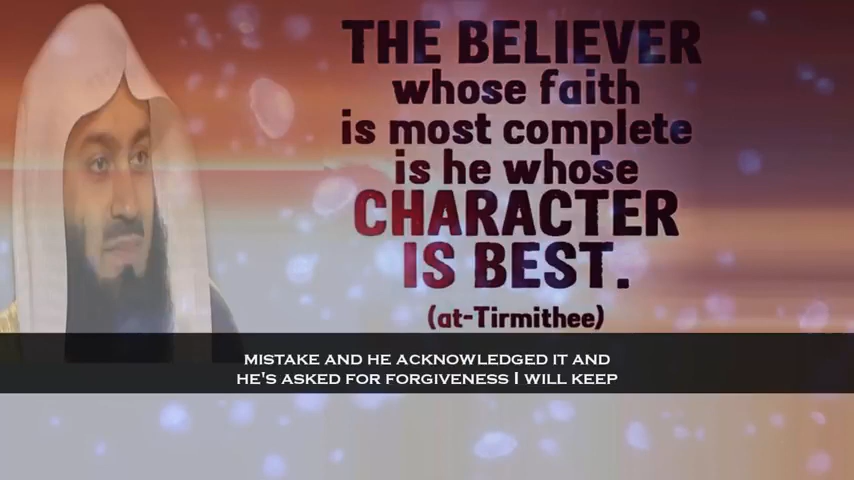 THE BELIEVER
whose faith
is most complete
is he whose
CHARACTER
IS BEST.
(at-Tirmithee)
MISTAKE AND HE ACKNOWLEDGED IT AND
HE'S ASKED FOR FORGIVENESS I WILL KEEP